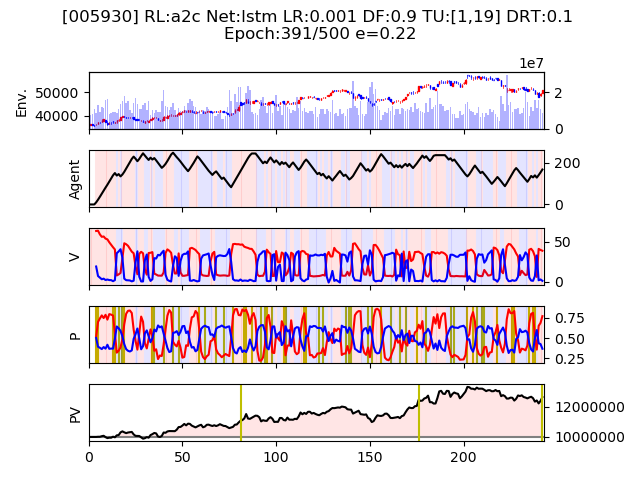 [005930] RL:a2c Net:lstm LR:0.001 DF:0.9 TU:[1,19] DRT:0.1
Epoch:391/500 e=0.22
1e7
Env.
50000
40000
2
0
Agent
200
0
V
50
0
P
0.75
0.50
0.25
PV
12000000
10000000
0 50 100 150 200